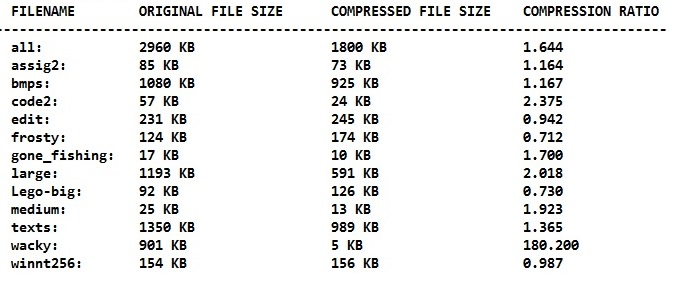 FILENAME ORIGINAL FILE SIZE COMPRESSED FILE SIZE COMPRESSION RATIO
--------------------------------------------------------------------------------
all: 2960 KB 1800 KB 1.644
assig2: 85 KB 73 KB 1.164
bmps: 1080 KB 925 KB 1.167
code2: 57 KB 24 KB 2.375
edit: 231 KB 245 KB 0.942
frosty: 124 KB 174 KB 0.712
gone_fishing: 17 KB 10 KB 1.700
large: 1193 KB 591 KB 2.018
Lego-big: 92 KB 126 KB 0.730
medium: 25 KB 13 KB 1.923
texts: 1350 KB 989 KB 1.365
wacky: 901 KB 5 KB 180.200
winnt256: 154 KB 156 KB 0.987